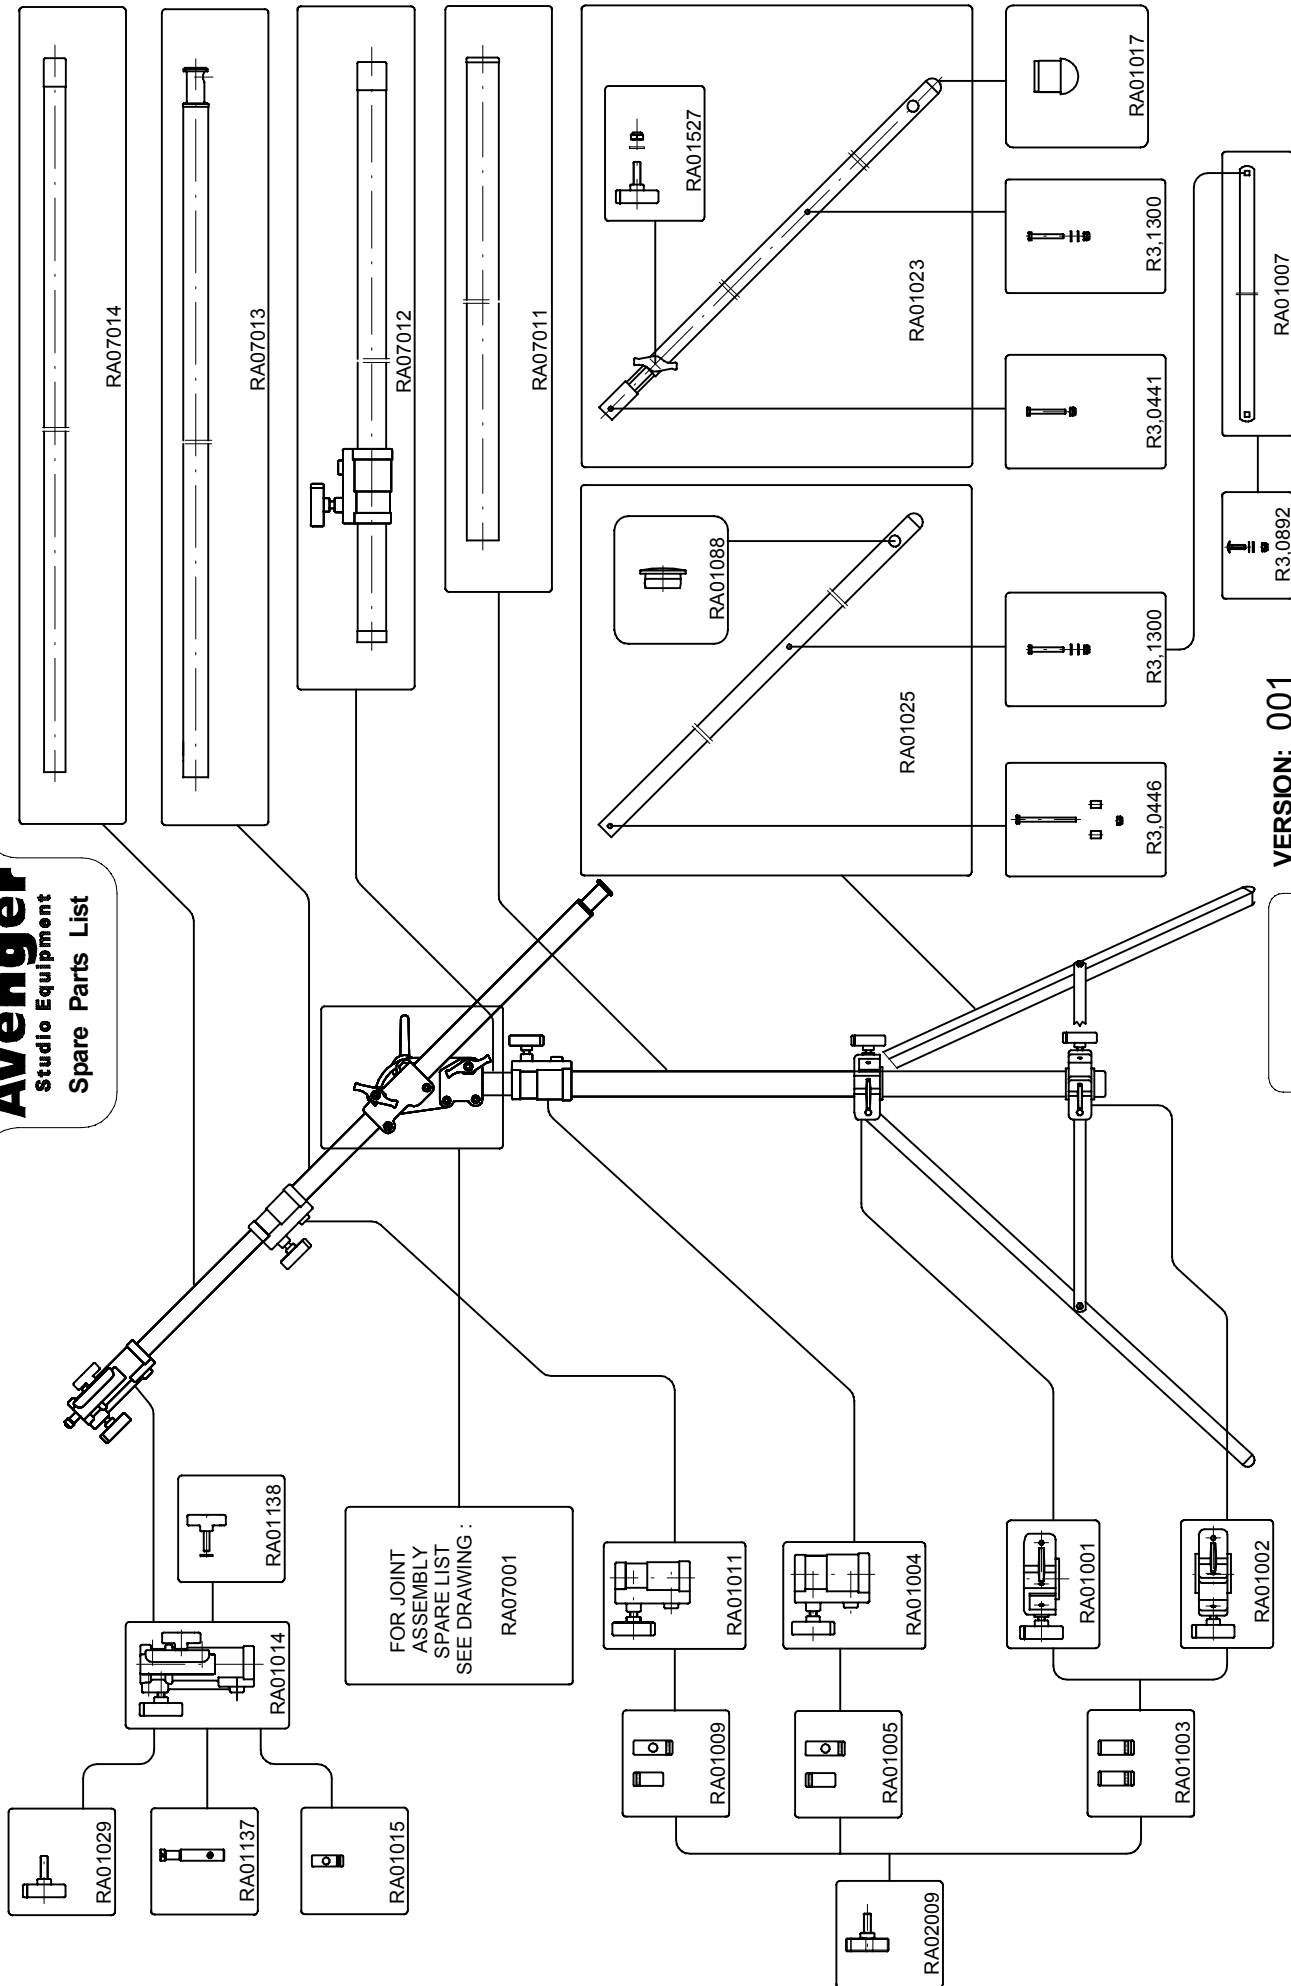 Avenger
Studio Equipment
Spare Parts List
RA07014
RA07013
RA07012
RA07011
RA01527
RA01023
RA01017
R3,1300
R3,0441
RA01007
R3,0892
RA01088
RA01025
R3,1300
R3,0446
VERSION: 001
RA01138
RA01014
RA01029
RA01137
RA01015
FOR JOINT
ASSEMBLY
SPARE LIST
SEE DRAWING :
RA07001
RA01011
RA01004
RA01001
RA01002
RA01009
RA01005
RA01003
RA02009